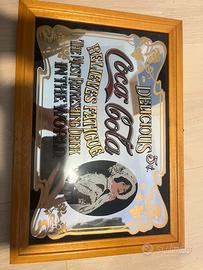 DELICIOUS
5¢
Coca-Cola
RELIEVES FATIGUE
THE MOST REFRESHING DRINK
IN THE WORLD